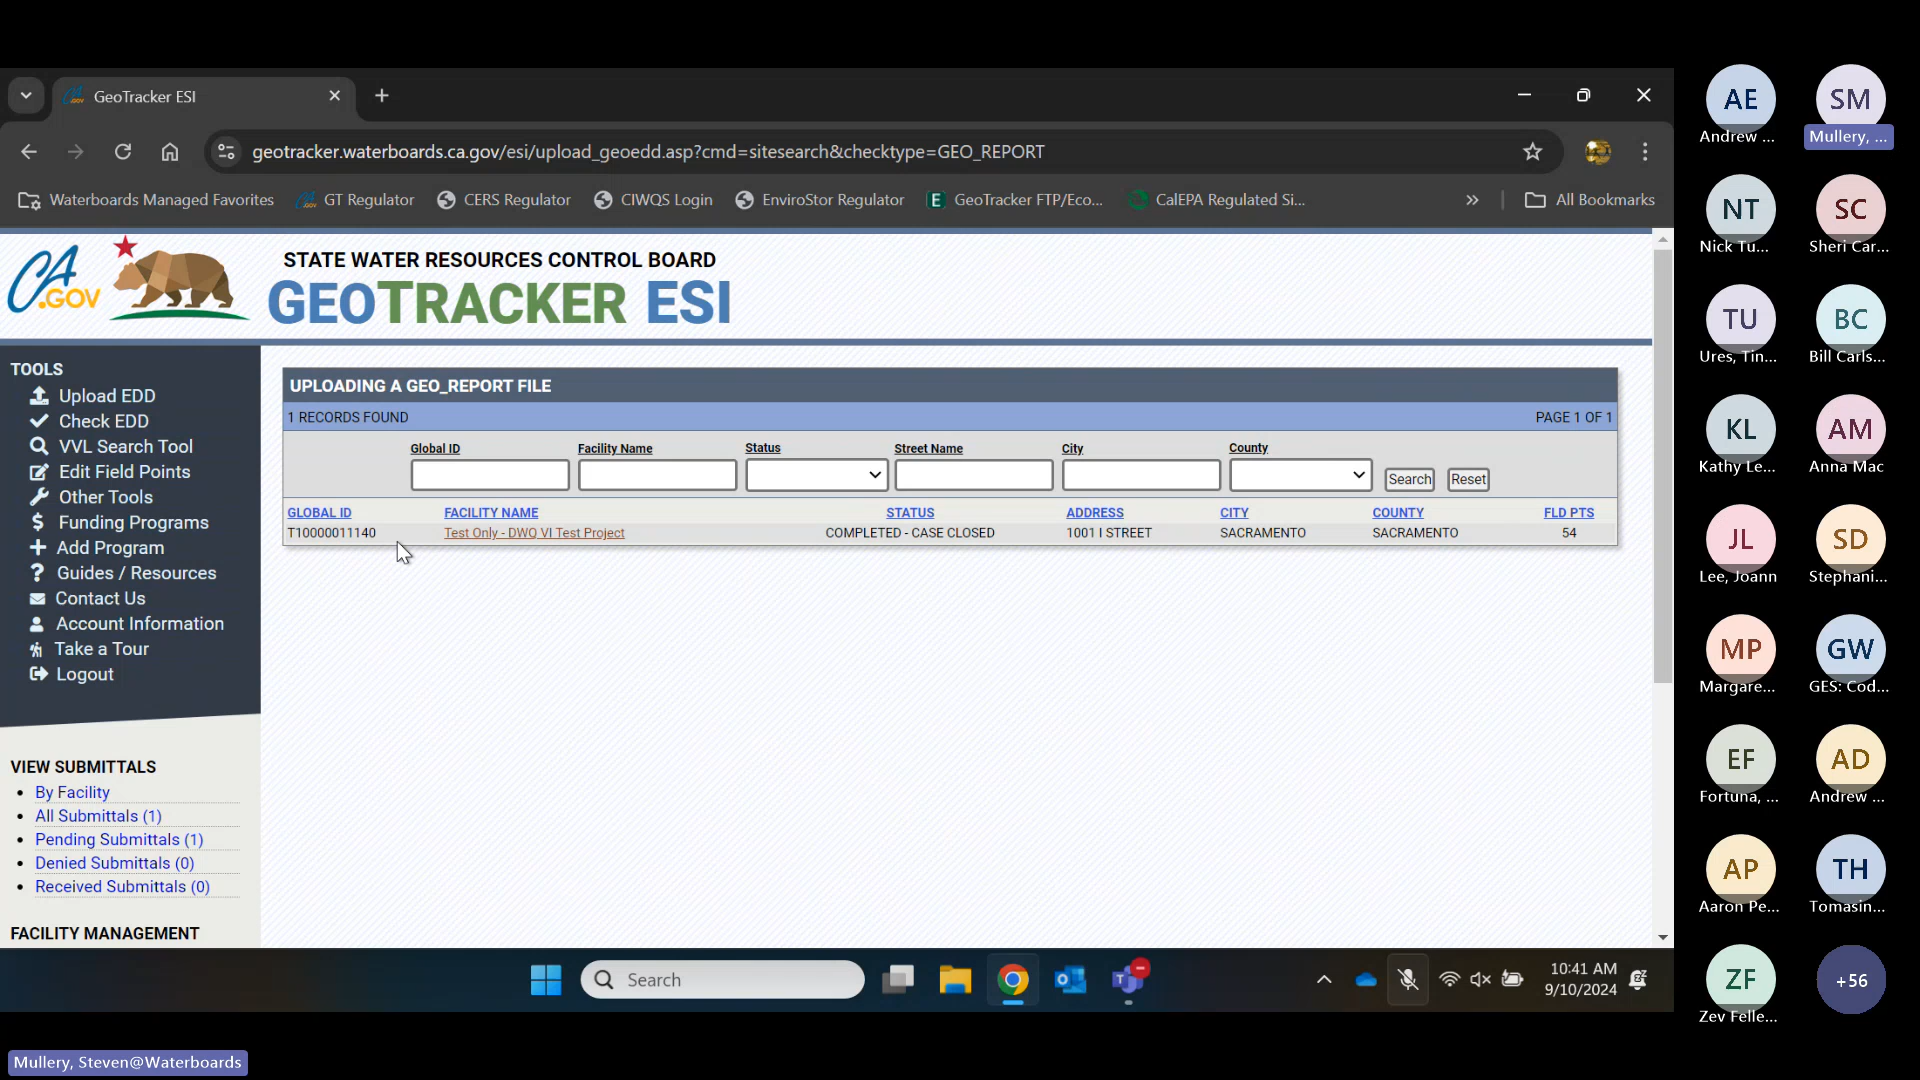 GeoTracker ESI
geotracker.waterboards.ca.gov/esi/upload_geoedd.asp?cmd=sitesearch&checktype=GEO_REPORT
Waterboards Managed Favorites GT Regulator CERS Regulator CIWQS Login EnviroStor Regulator E GeoTracker FTP/Eco... CalEPA Regulated Si... » All Bookmarks
CA.GOV
STATE WATER RESOURCES CONTROL BOARD
GEOTRACKER ESI
TOOLS
Upload EDD
Check EDD
VVL Search Tool
Edit Field Points
Other Tools
$ Funding Programs
Add Program
? Guides / Resources
Contact Us
Account Information
Take a Tour
Logout
VIEW SUBMITTALS
By Facility
All Submittals (1)
Pending Submittals (1)
Denied Submittals (0)
Received Submittals (0)
FACILITY MANAGEMENT
UPLOADING A GEO_REPORT FILE
1 RECORDS FOUND PAGE 1 OF 1
Global ID Facility Name Status Street Name City County
Search Reset
GLOBAL ID FACILITY NAME STATUS ADDRESS CITY COUNTY FLD PTS
T10000011140 Test Only - DWQ VI Test Project COMPLETED - CASE CLOSED 1001 I STREET SACRAMENTO SACRAMENTO 54
Search
10:41 AM
9/10/2024
AE SM
Andrew ... Mullery, ...
NT SC
Nick Tu... Sheri Car...
TU BC
Ures, Tin... Bill Carls...
KL AM
Kathy Le... Anna Mac
JL SD
Lee, Joann Stephani...
MP GW
Margare... GES: Cod...
EF AD
Fortuna, ... Andrew ...
AP TH
Aaron Pe... Tomasin...
ZF +56
Zev Felle...
Mullery, Steven@Waterboards